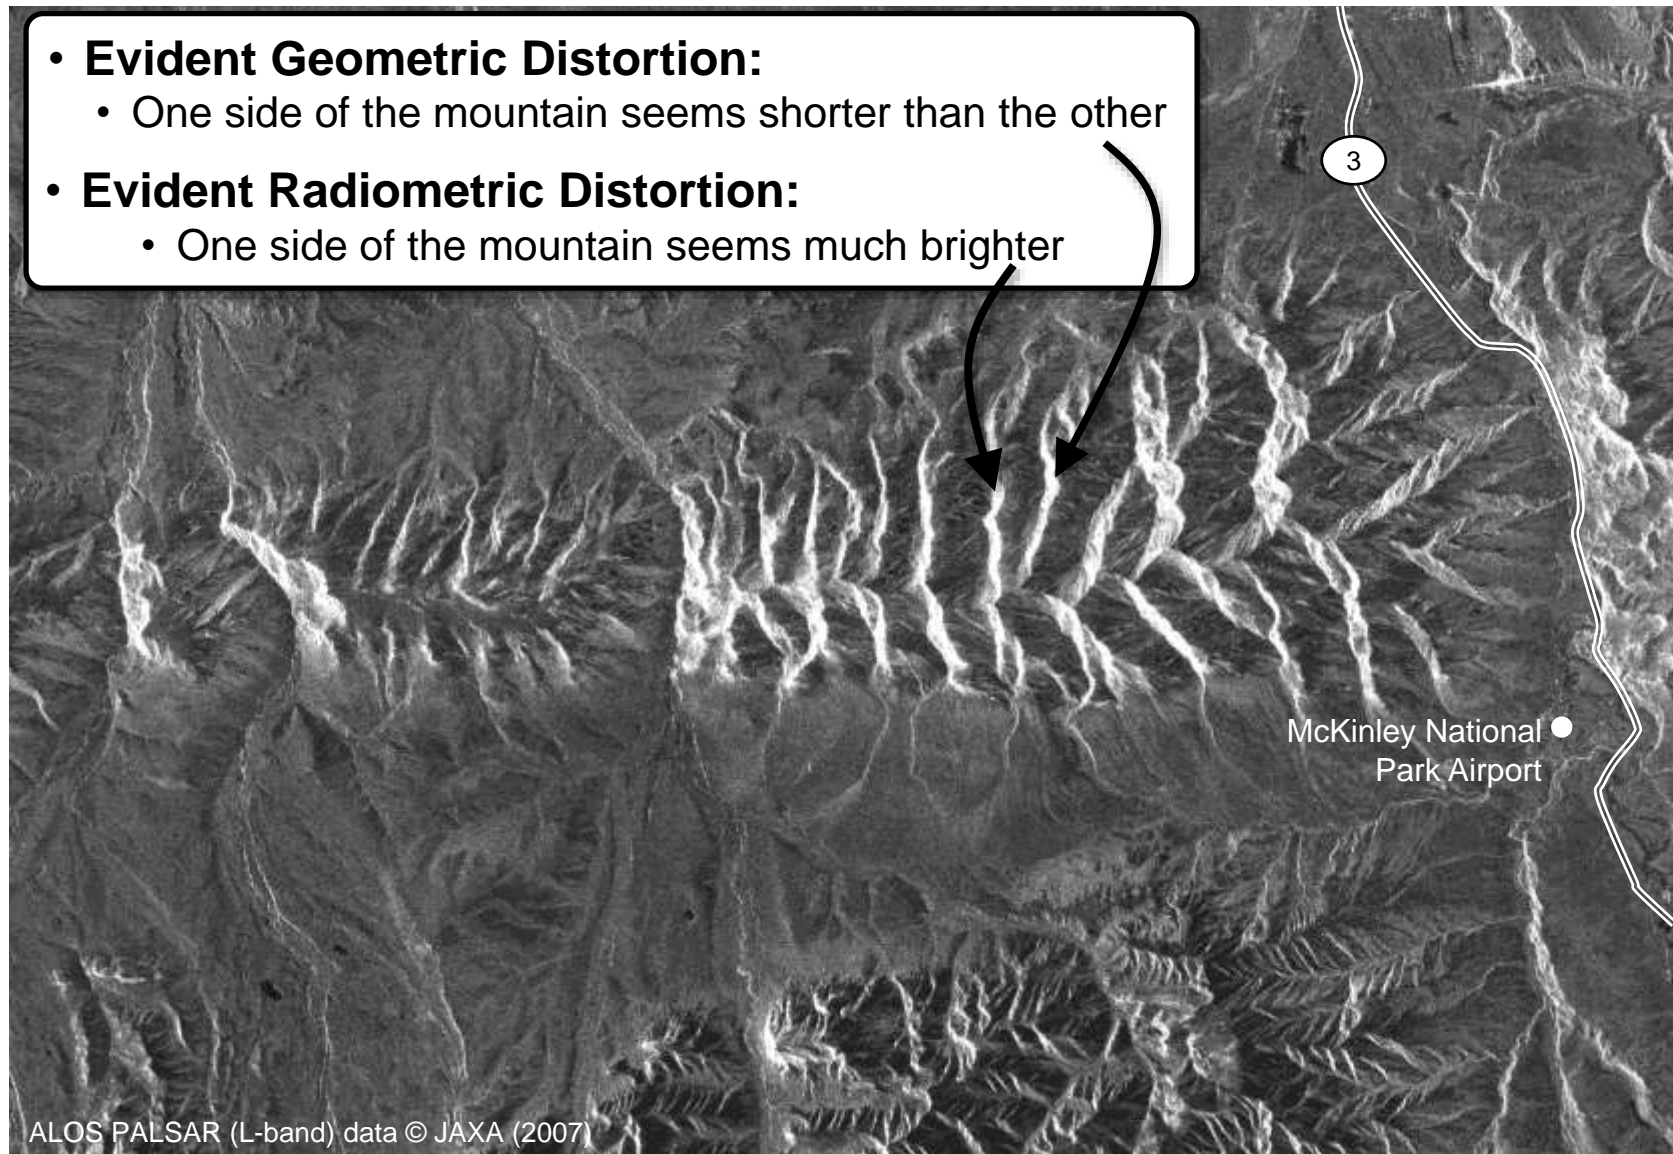 • Evident Geometric Distortion:
• One side of the mountain seems shorter than the other
• Evident Radiometric Distortion:
• One side of the mountain seems much brighter
3
McKinley National
Park Airport
ALOS PALSAR (L-band) data © JAXA (2007)